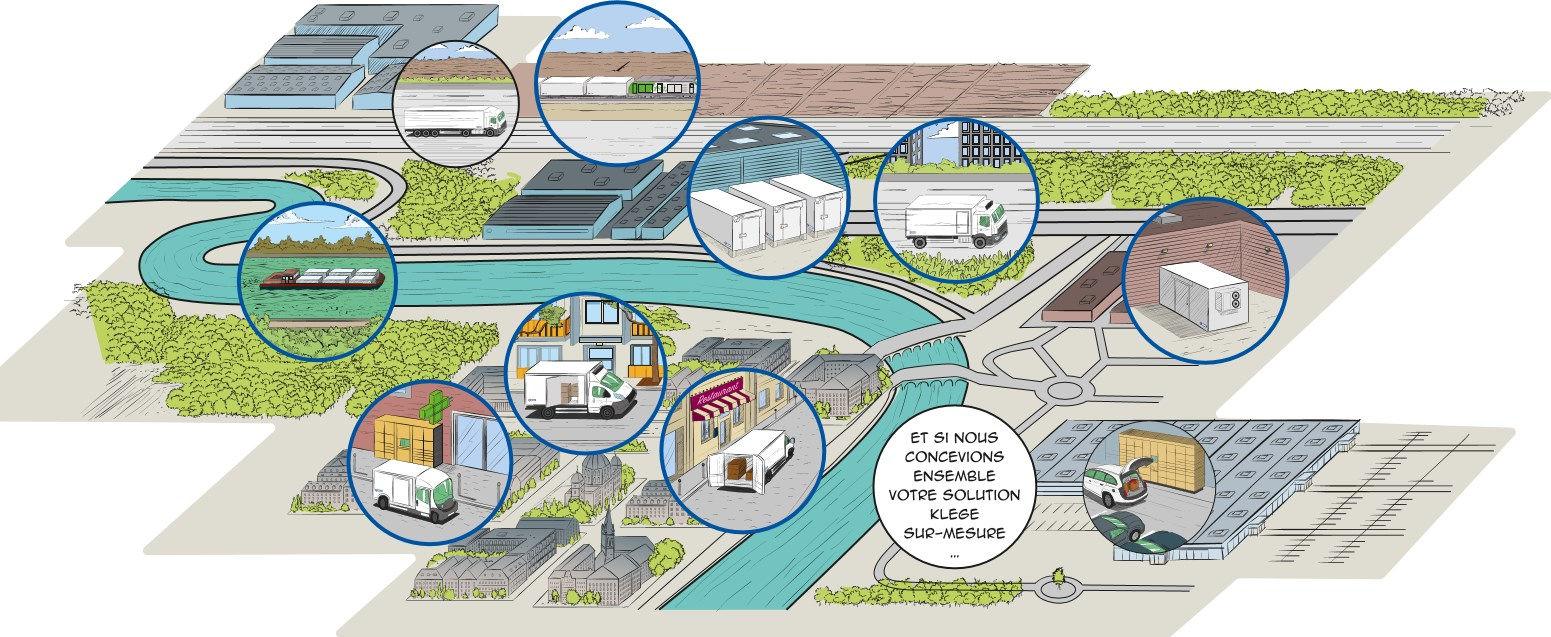 Restaurant
ET SI NOUS
CONCEVIONS
ENSEMBLE
VOTRE SOLUTION
KLEGE
SUR-MESURE
...